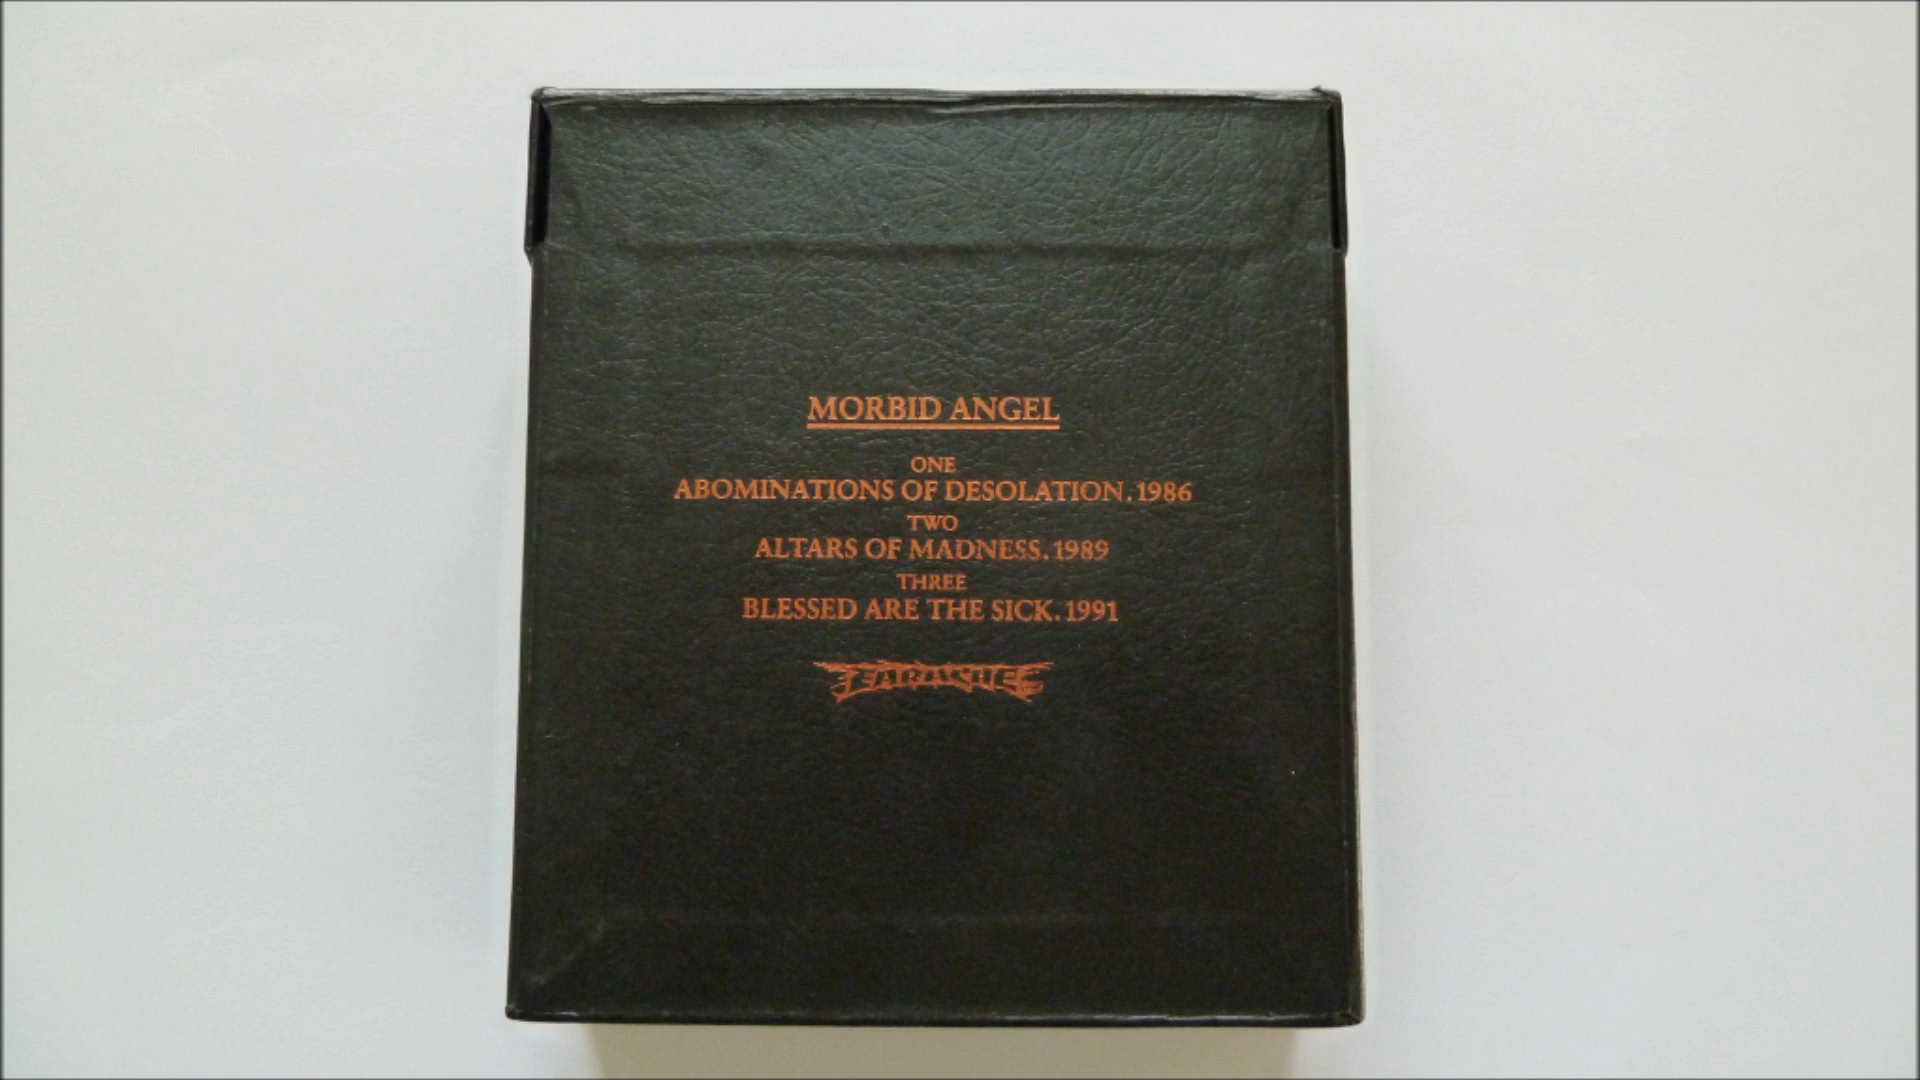 MORBID ANGEL
ONE
ABOMINATIONS OF DESOLATION. 1986
TWO
ALTARS OF MADNESS. 1989
THREE
BLESSED ARE THE SICK. 1991
EARACHE